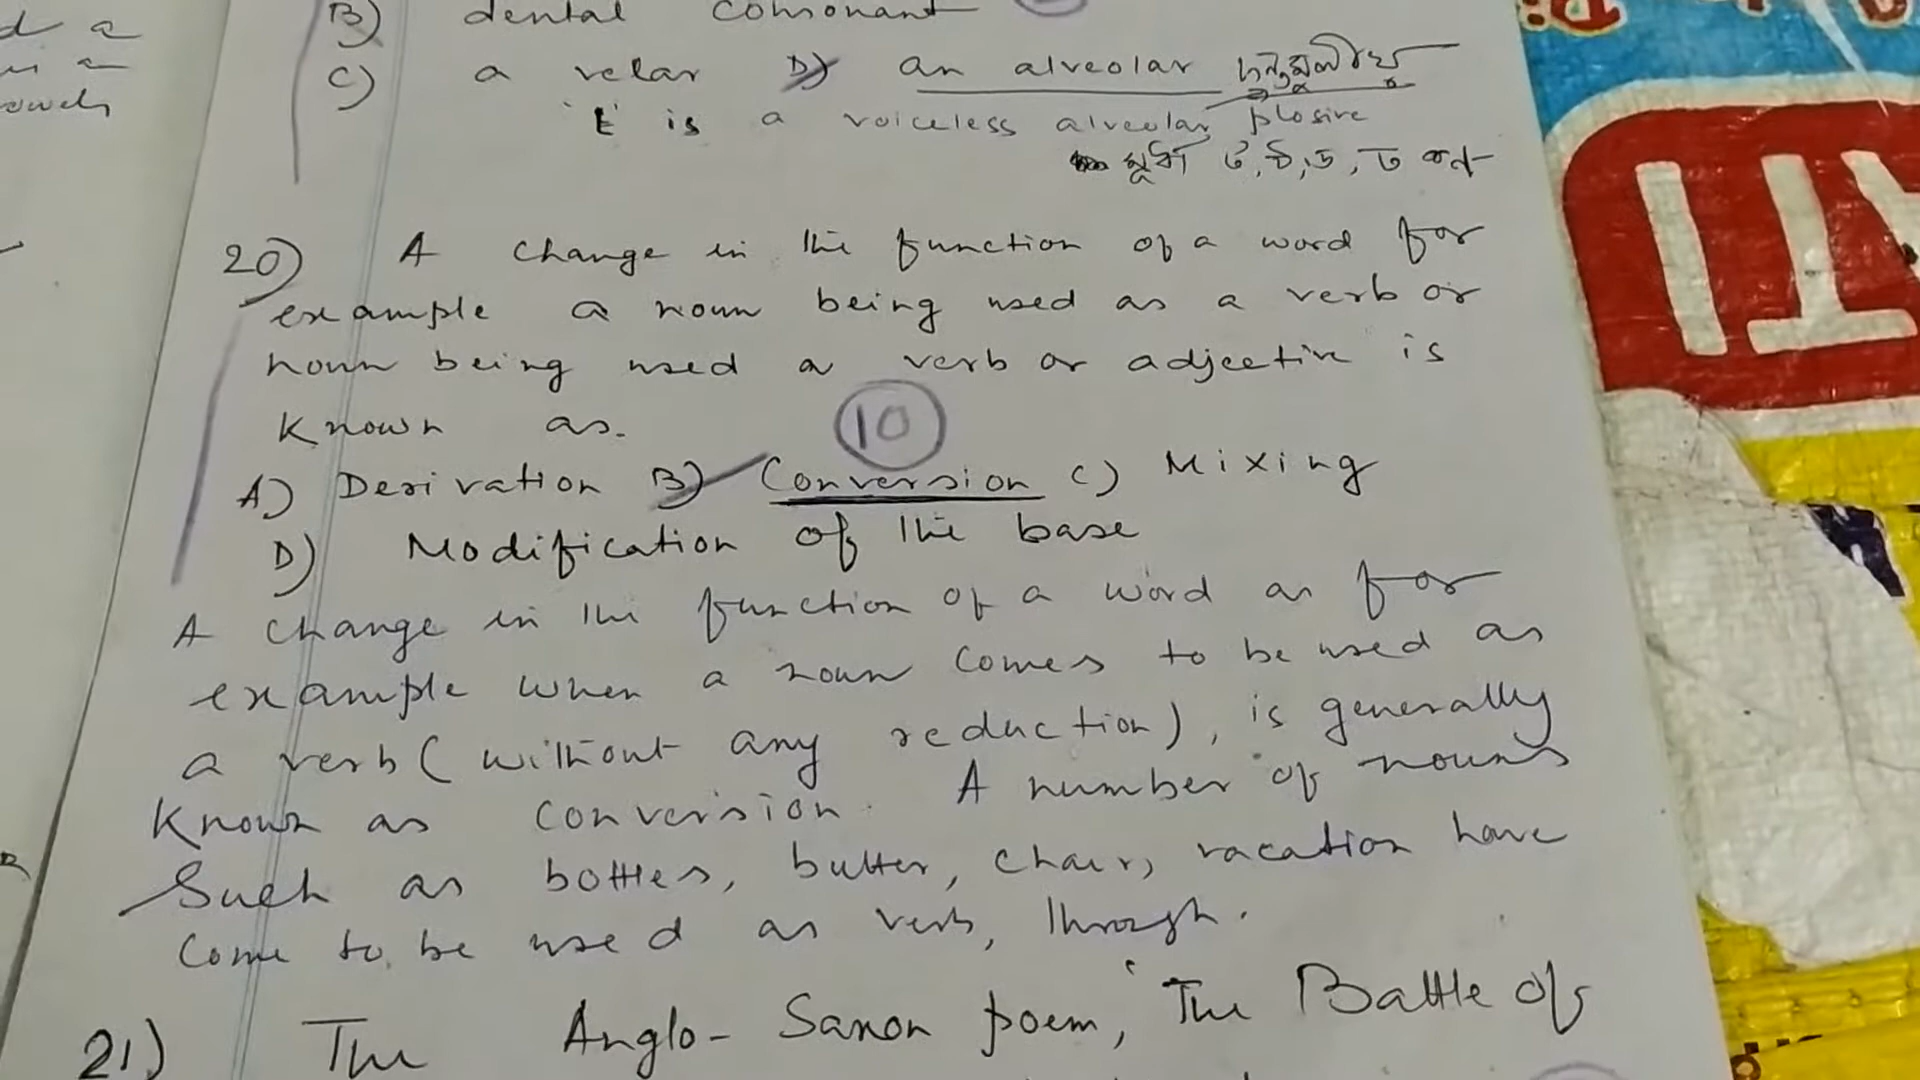 B) dental consonant
C) a velar D) an alveolar
't' is a voiceless alveolar plosive
20) A change in the function of a word for
example a noun being used as a verb or
noun being used a verb or adjective is
known as.
10
A) Derivation B) Conversion C) Mixing
D) Modification of the base
A change in the function of a word as for
example when a noun comes to be used as
a verb (without any reduction), is generally
known as conversion. A number of nouns
Such as bottles, butter, chair, vacation have
come to be used as verb, through.
21) The Anglo-Saxon poem, 'The Battle of